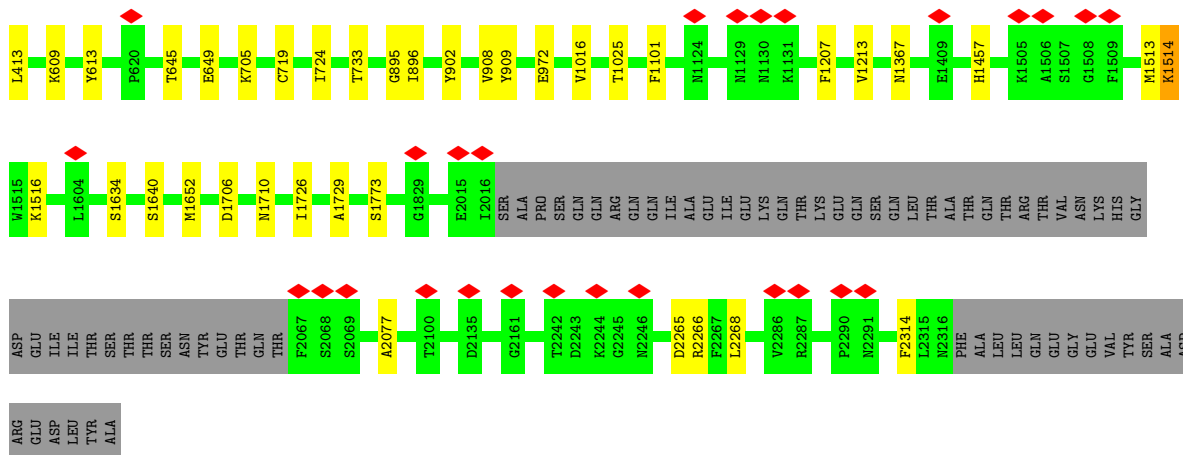 L413 K609 Y613 P620 T645 E649 K705 C719 I724 T733 G895 I896 Y902 V908 Y909 E972 V1016 T1025 F1101 N1124 N1129 N1130 K1131 F1207 V1213 N1367 E1409 H1457 K1505 A1506 S1507 G1508 F1509 M1513 K1514
W1515 K1516 L1604 S1634 S1640 M1652 D1706 N1710 I1726 A1729 S1773 G1829 E2015 I2016 SER ALA PRO SER GLN GLN ARG GLN GLN ILE ALA GLU ILE GLU LYS GLN THR LYS GLU GLN SER GLN LEU THR ALA THR GLN THR ARG THR VAL ASN LYS HIS GLY
ASP GLU ILE ILE THR SER THR THR SER ASN TYR GLU THR GLN THR F2067 S2068 S2069 A2077 T2100 D2135 G2161 T2242 D2243 K2244 G2245 N2246 D2265 R2266 F2267 L2268 V2286 R2287 P2290 N2291 F2314 L2315 N2316 PHE ALA LEU LEU GLN GLU GLY GLU VAL TYR SER ALA ASP
ARG GLU ASP LEU TYR ALA